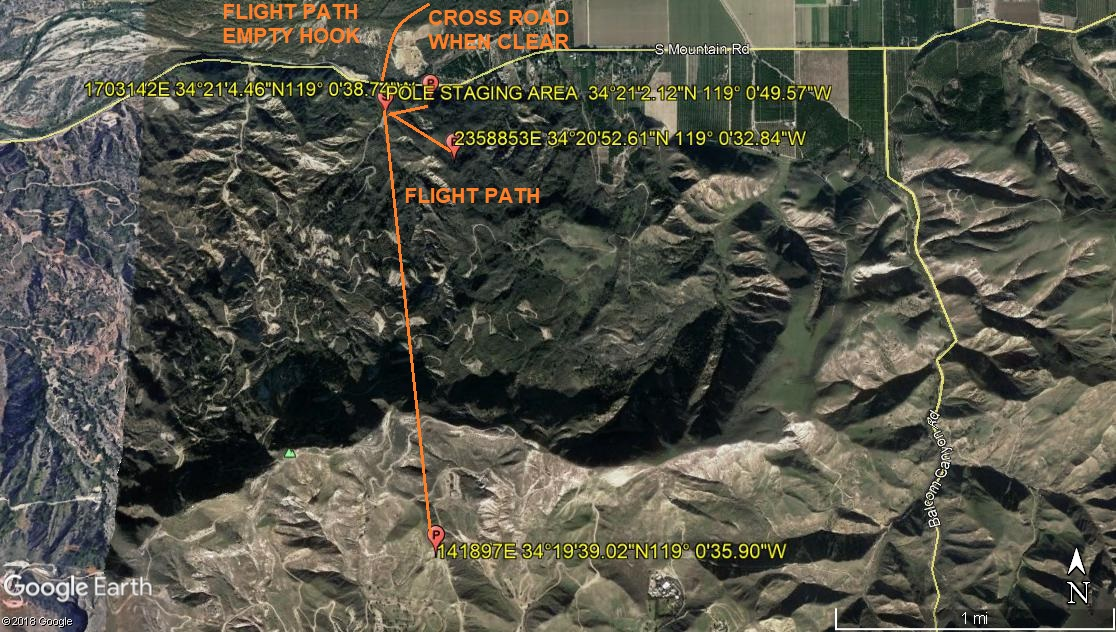 FLIGHT PATH
EMPTY HOOK
CROSS ROAD
WHEN CLEAR
S Mountain Rd
P
1703142E 34°21'4.46"N119° 0'38.7
POLE STAGING AREA 34°21'2.12"N 119° 0'49.57"W
2358853E 34°20'52.61"N 119° 0'32.84"W
FLIGHT PATH
Balcom Canyon Rd
P
141897E 34°19'39.02"N119° 0'35.90"W
Google Earth
N
©2018 Google
1 mi